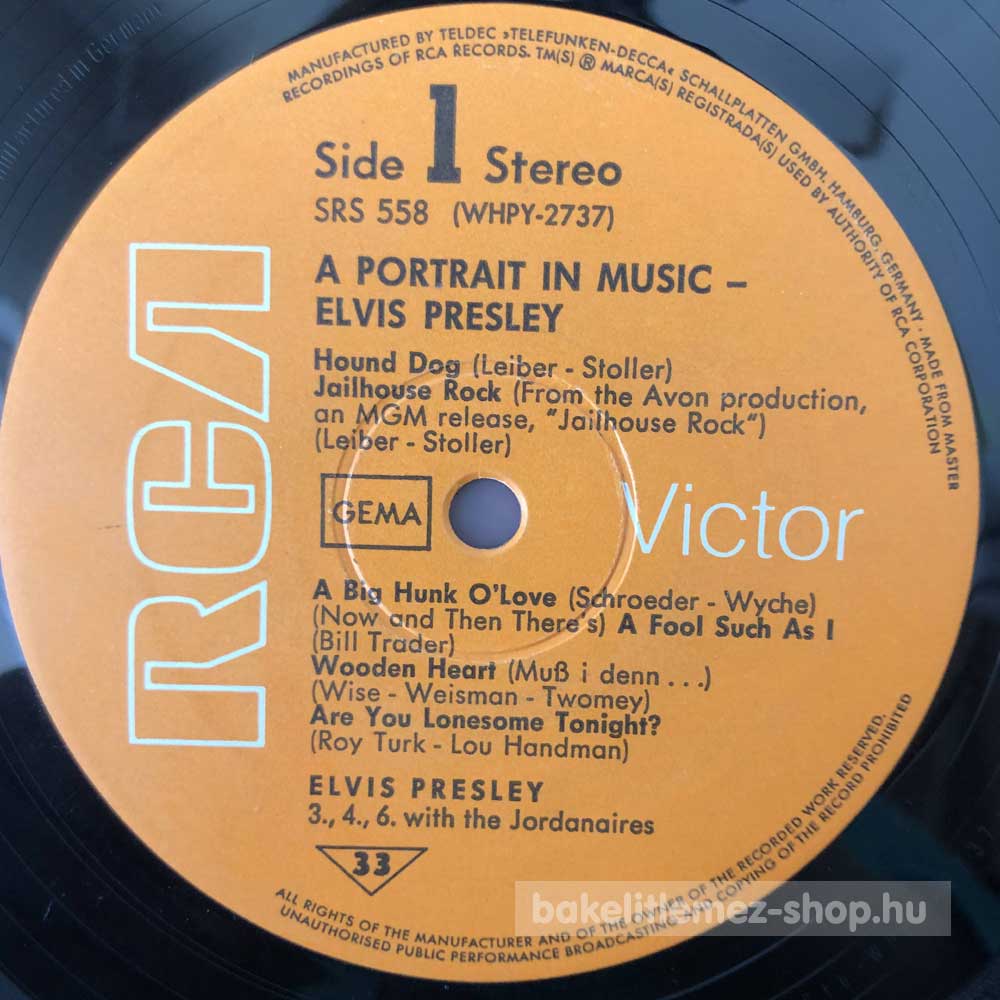 MANUFACTURED BY TELDEC »TELEFUNKEN-DECCA« SCHALLPLATTEN GMBH, HAMBURG, GERMANY · MADE FROM MASTER
RECORDINGS OF RCA RECORDS. TM(S) ® MARCA(S) REGISTRADA(S) USED BY AUTHORITY OF RCA CORPORATION
Side 1 Stereo
SRS 558 (WHPY-2737)
A PORTRAIT IN MUSIC –
ELVIS PRESLEY
Hound Dog (Leiber - Stoller)
Jailhouse Rock (From the Avon production,
an MGM release, "Jailhouse Rock")
(Leiber - Stoller)
RCA
GEMA
Victor
A Big Hunk O'Love (Schroeder - Wyche)
(Now and Then There's) A Fool Such As I
(Bill Trader)
Wooden Heart (Muß i denn ...)
(Wise - Weisman - Twomey)
Are You Lonesome Tonight?
(Roy Turk - Lou Handman)
ELVIS PRESLEY
3., 4., 6. with the Jordanaires
33
ALL RIGHTS OF THE MANUFACTURER AND OF THE OWNER OF THE RECORDED WORK RESERVED.
UNAUTHORISED PUBLIC PERFORMANCE BROADCASTING AND COPYING OF THE RECORD PROHIBITED
bakelitlemez-shop.hu